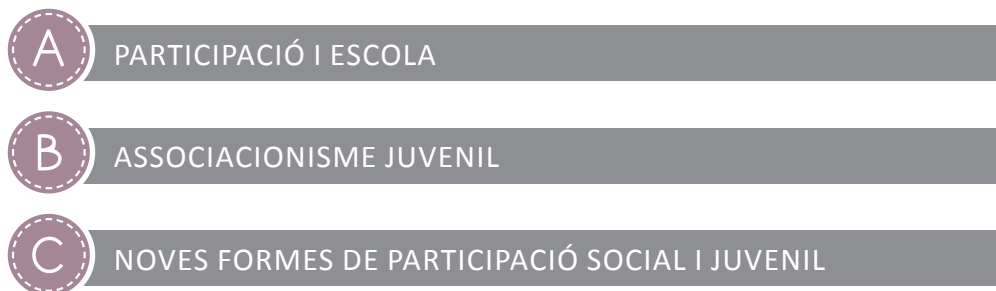 A PARTICIPACIÓ I ESCOLA
B ASSOCIACIONISME JUVENIL
C NOVES FORMES DE PARTICIPACIÓ SOCIAL I JUVENIL